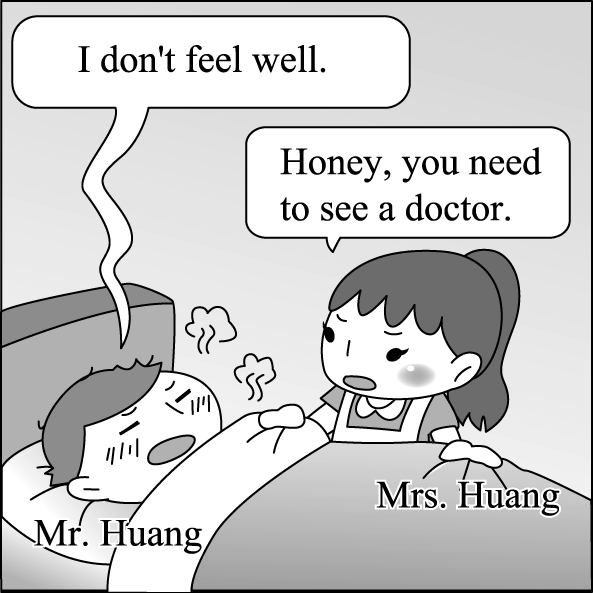 I don't feel well.
Honey, you need
to see a doctor.
Mr. Huang
Mrs. Huang